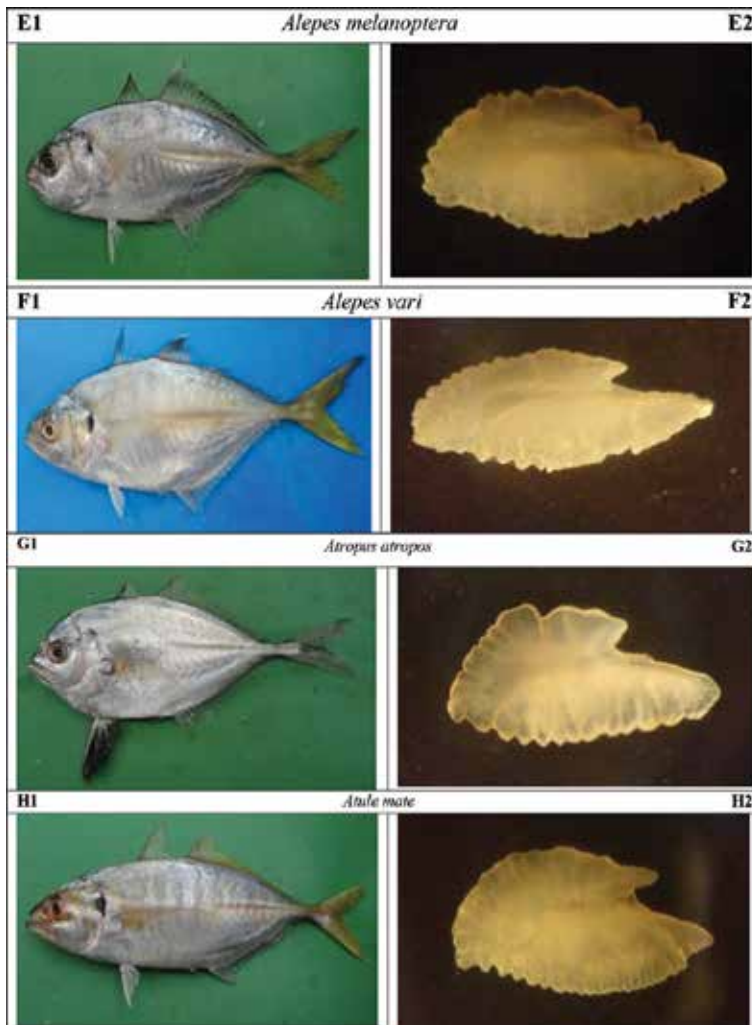 E1 Alepes melanoptera E2
F1 Alepes vari F2
G1 Atropus atropos G2
H1 Atule mate H2